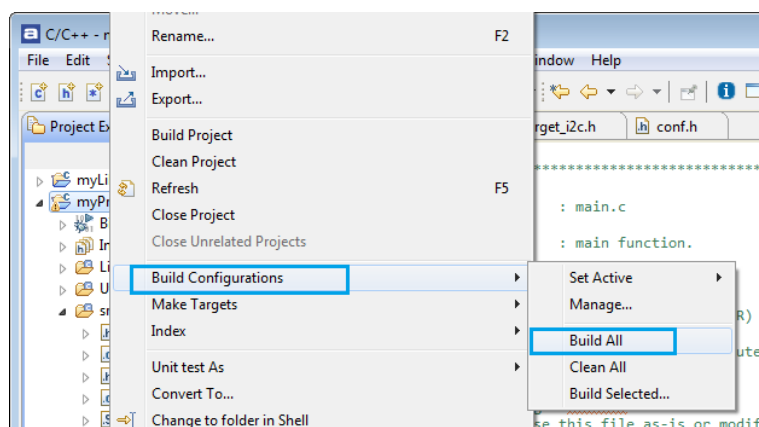 C/C++ - 
File Edit
indow Help
Project Ex
rget_i2c.h
conf.h
myLi
myPr
B
In
Li
U
sr
Rename... F2
Import...
Export...
Build Project
Clean Project
Refresh F5
Close Project
Close Unrelated Projects
Build Configurations
Make Targets
Index
Unit test As
Convert To...
Change to folder in Shell
Set Active
Manage...
Build All
Clean All
Build Selected...
****************************
: main.c
: main function.
R)
ute
se this file as-is or modif